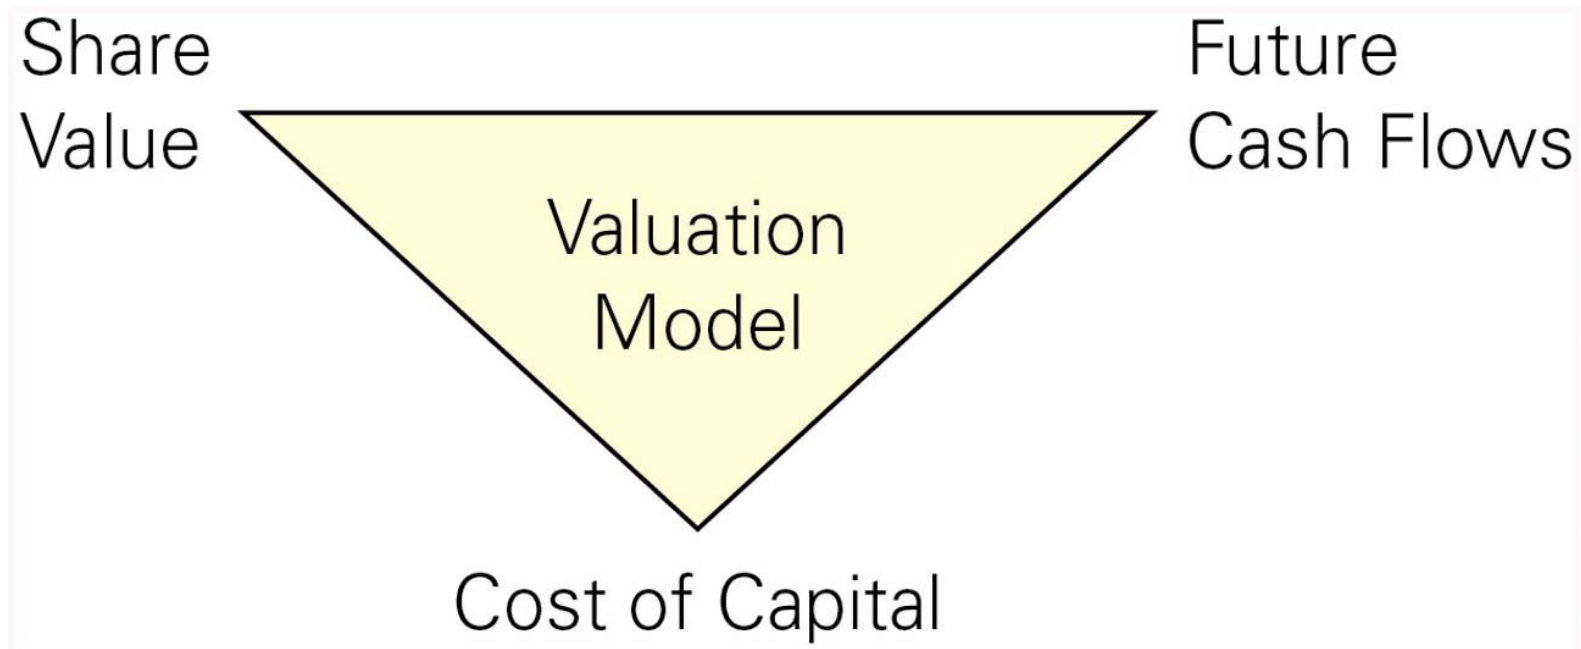 Share
Value
Future
Cash Flows
Valuation
Model
Cost of Capital